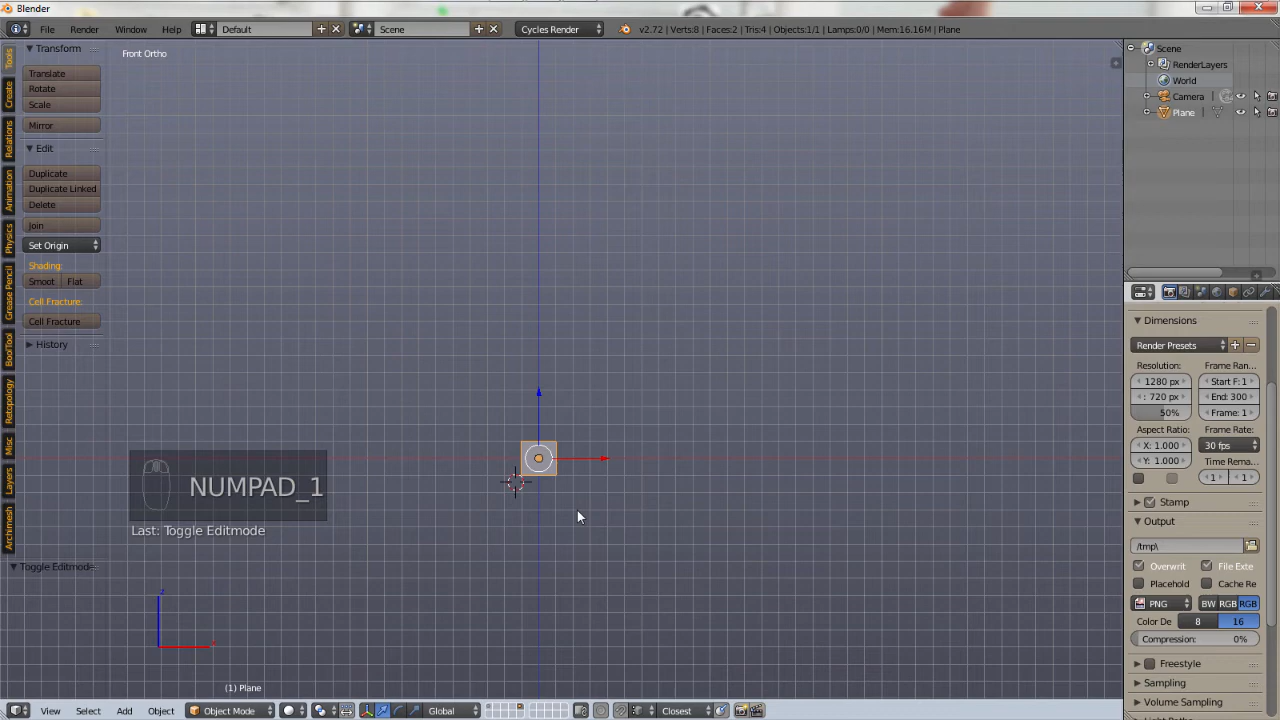 Blender
File Render Window Help Default Scene Cycles Render v2.72 | Verts:8 | Faces:2 | Tris:4 | Objects:1/1 | Lamps:0/0 | Mem:16.16M | Plane
Front Ortho
Tools
Create
Relations
Animation
Physics
Grease Pencil
BoolTool
Retopology
Misc
Layers
Archimesh
Transform
Translate
Rotate
Scale
Mirror
Edit
Duplicate
Duplicate Linked
Delete
Join
Set Origin
Shading:
Smoot Flat
Cell Fracture:
Cell Fracture
History
NUMPAD_1
Last: Toggle Editmode
Toggle Editmod
z
x
(1) Plane
View Select Add Object Object Mode Global Closest
Scene
RenderLayers
World
Camera
Plane
Dimensions
Render Presets
Resolution: Frame Ran...
1280 px Start F: 1
: 720 px End: 300
50% Frame: 1
Aspect Ratio: Frame Rate:
X: 1.000 30 fps
Y: 1.000 Time Rema...
1 1
Stamp
Output
/tmp\
Overwrit File Exte
Placehold Cache Re
PNG BW RGB RGB
Color De 8 16
Compression: 0%
Freestyle
Sampling
Volume Sampling